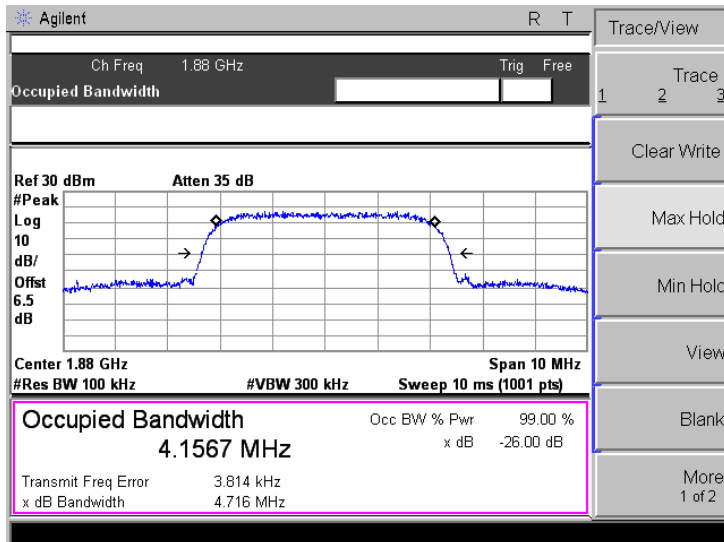 Agilent R T
Ch Freq 1.88 GHz Trig Free
Occupied Bandwidth
Ref 30 dBm Atten 35 dB
#Peak
Log
10
dB/
Offst
6.5
dB
Center 1.88 GHz Span 10 MHz
#Res BW 100 kHz #VBW 300 kHz Sweep 10 ms (1001 pts)
Occupied Bandwidth
4.1567 MHz
Occ BW % Pwr 99.00 %
x dB -26.00 dB
Transmit Freq Error 3.814 kHz
x dB Bandwidth 4.716 MHz
Trace/View
Trace
1 2 3
Clear Write
Max Hold
Min Hold
View
Blank
More
1 of 2